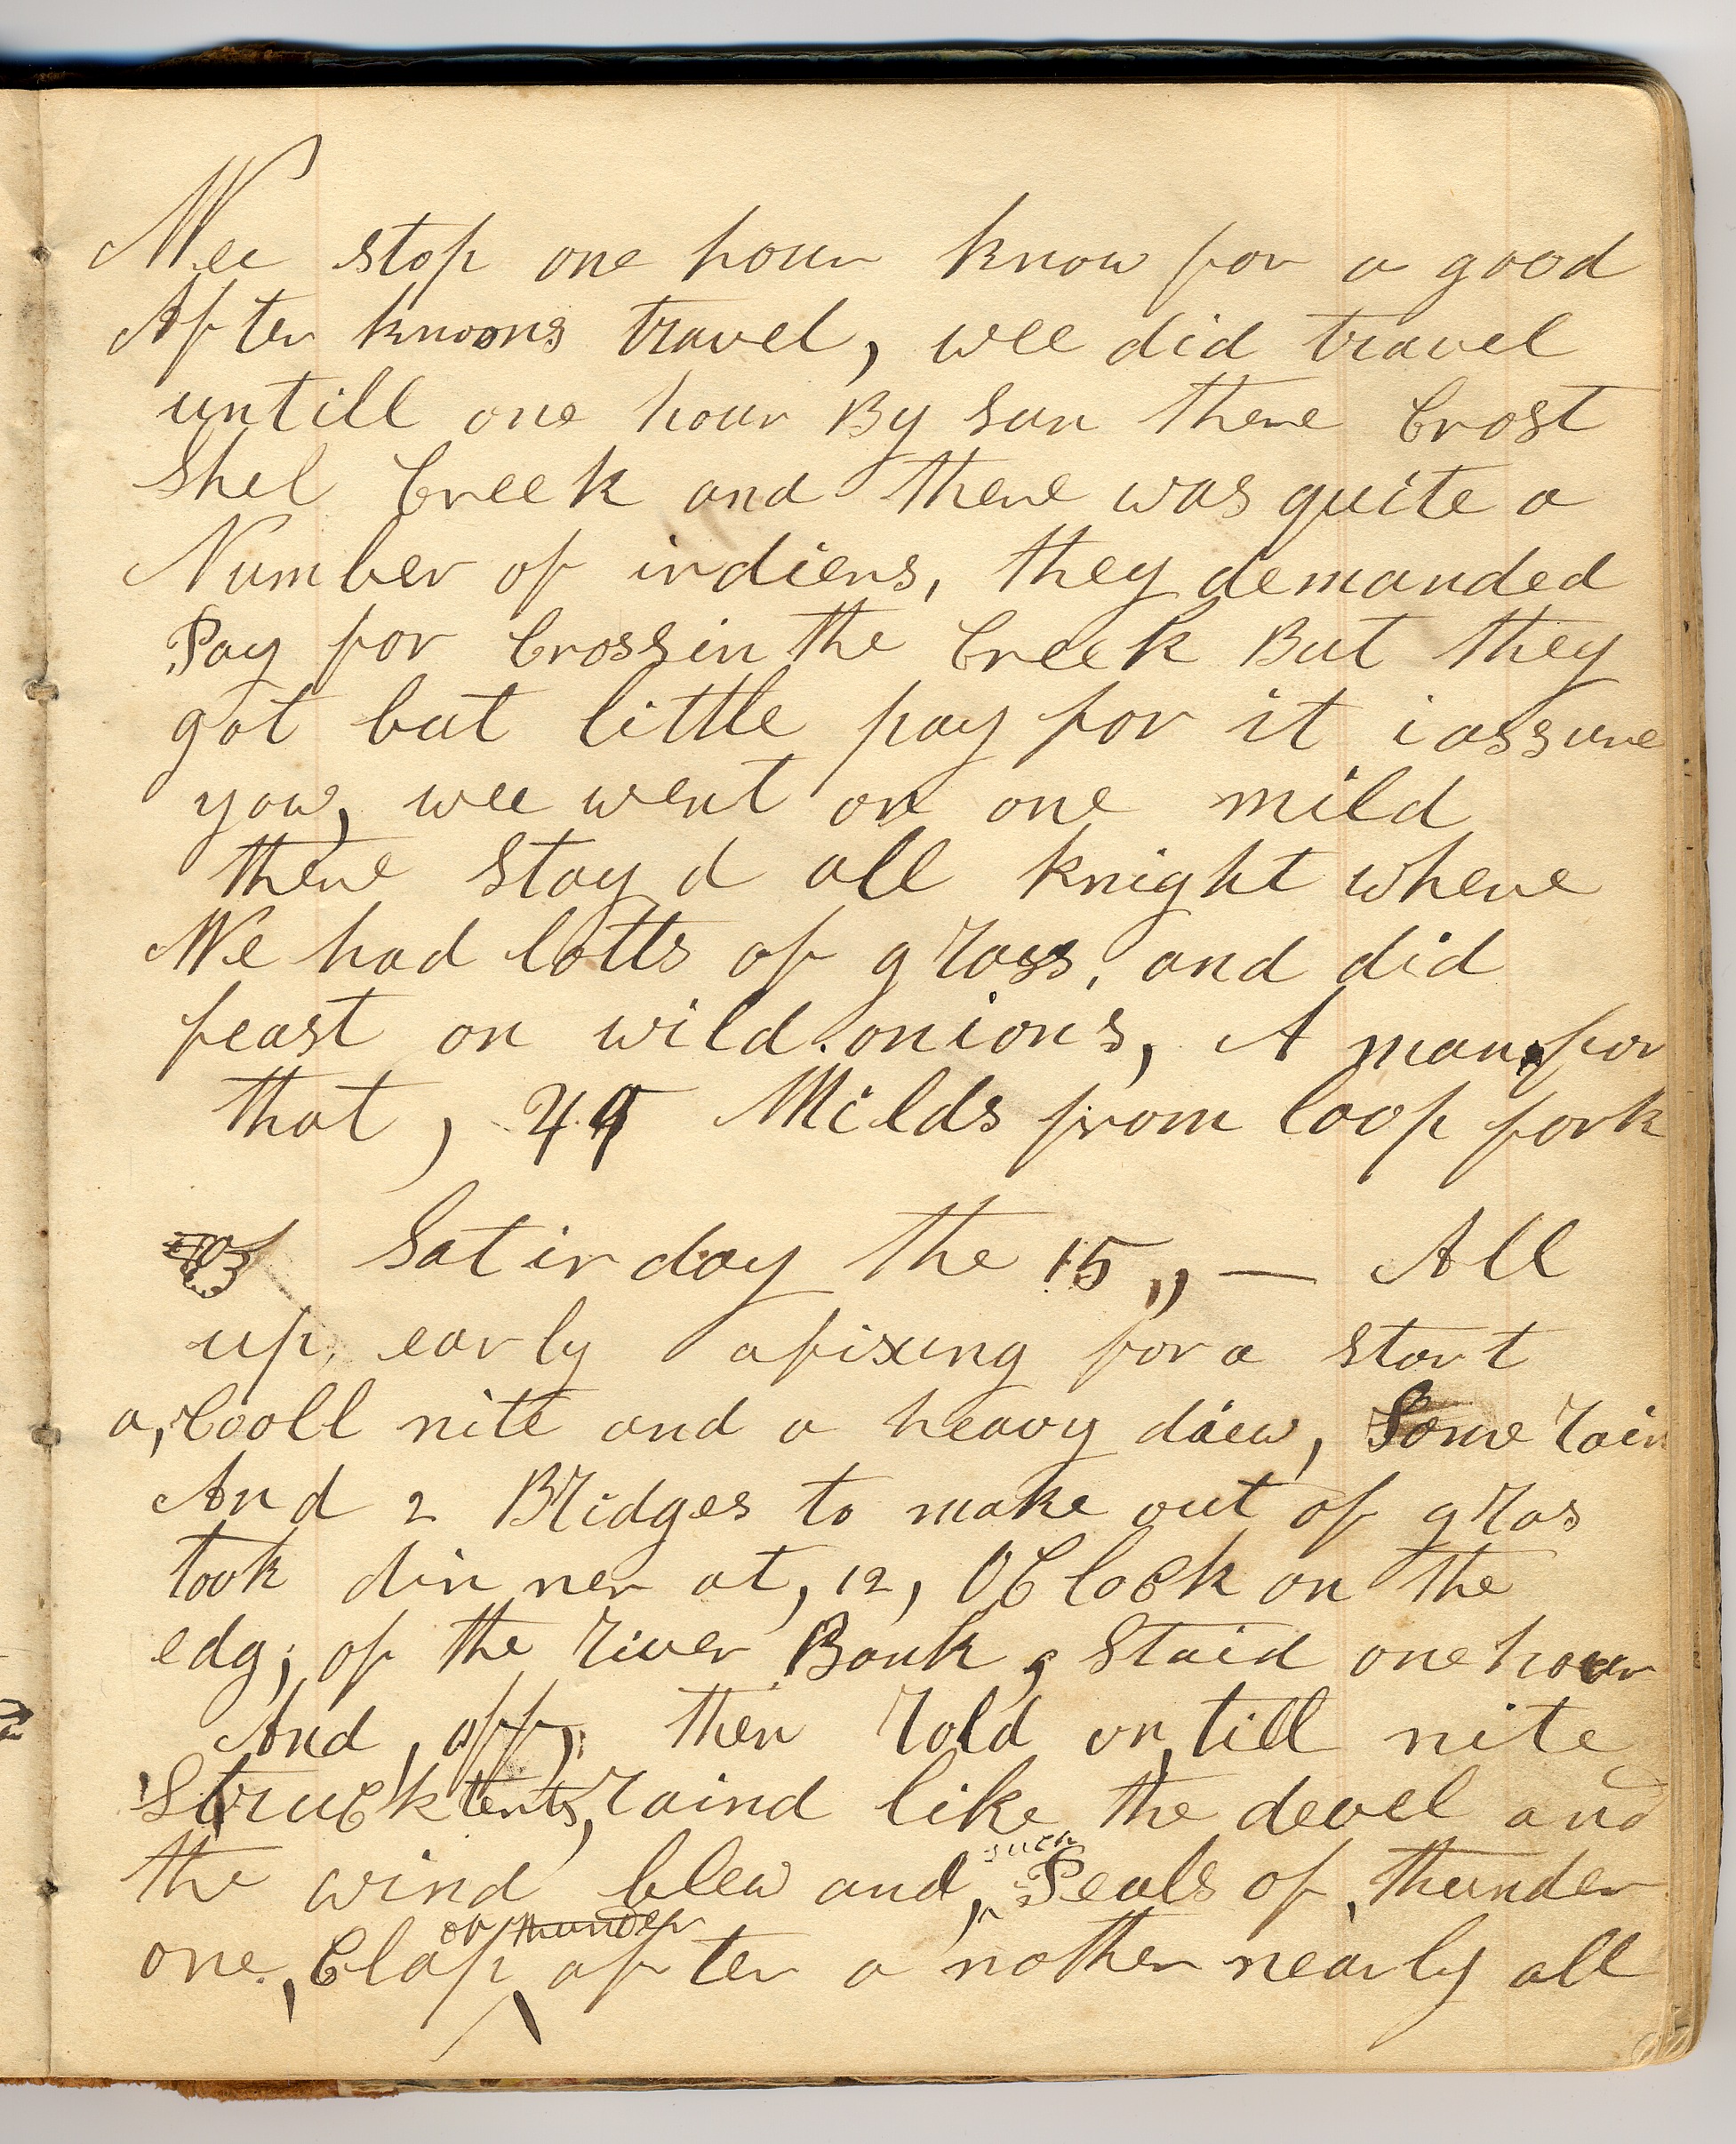 Wee stop one hour know for a good
After knoons travel, wee did travel
untill one hour By sun there Crost
Shel Creek and there was quite a
Number of indiens, they demanded
Pay for Crossin the Creek But they
got but little pay for it i assure
you, wee went on one mild
there stay d all knight where
We had lotts of grass, and did
feast on wild onions, A man for
that, Milds from loop fork
Satirday the 15,, — All
up, early afixing for a start
a, Cooll nite and a heavy daew, Some rain
And 2 Bridges to make out of gras
took dinner at, 12, OClock on the
edg; of the river Bank, Staid one hour
And, off, then rold on till nite
Struck tents, raind like the devel and
the wind blew and, such Peals of, thunder
one, Clap of thunder after a nother nearly all